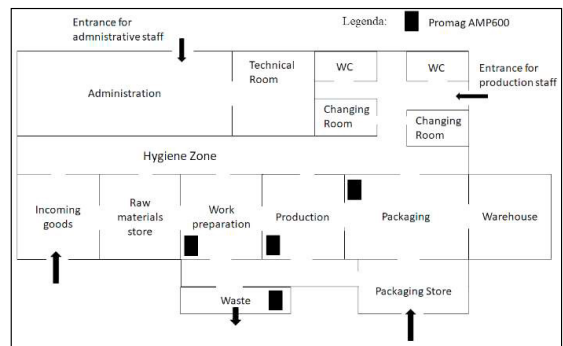 Entrance for
admnistrative staff
Legenda:
Promag AMP600
Technical
Room
WC
WC
Entrance for
production staff
Administration
Changing
Room
Changing
Room
Hygiene Zone
Incoming
goods
Raw
materials
store
Work
preparation
Production
Packaging
Warehouse
Waste
Packaging Store